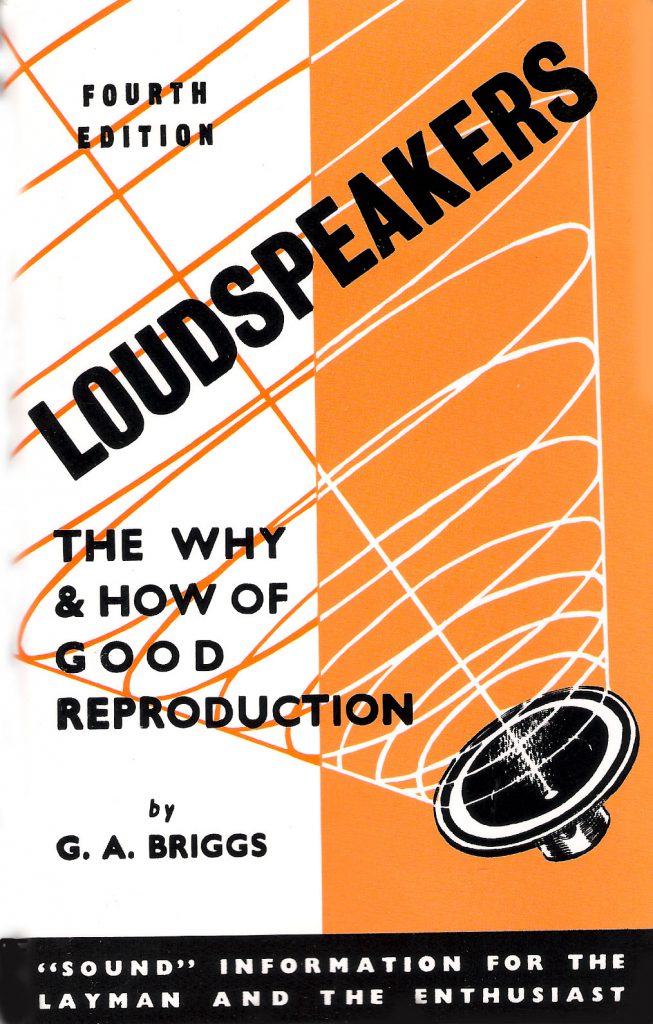 FOURTH
EDITION
LOUDSPEAKERS
THE WHY
& HOW OF
GOOD
REPRODUCTION
by
G. A. BRIGGS
“SOUND” INFORMATION FOR THE
LAYMAN AND THE ENTHUSIAST